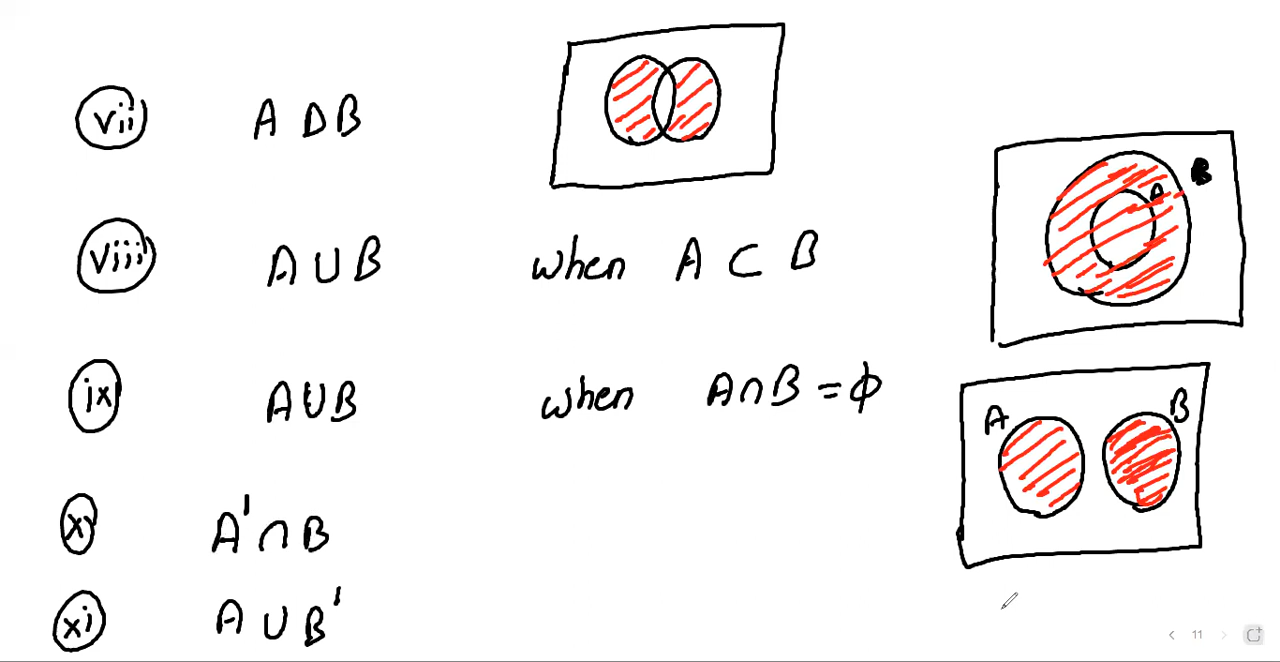 vii A Δ B
viii A ∪ B when A ⊂ B
B
A
ix A ∪ B when A ∩ B = ϕ
A B
x A' ∩ B
xi A ∪ B'
11